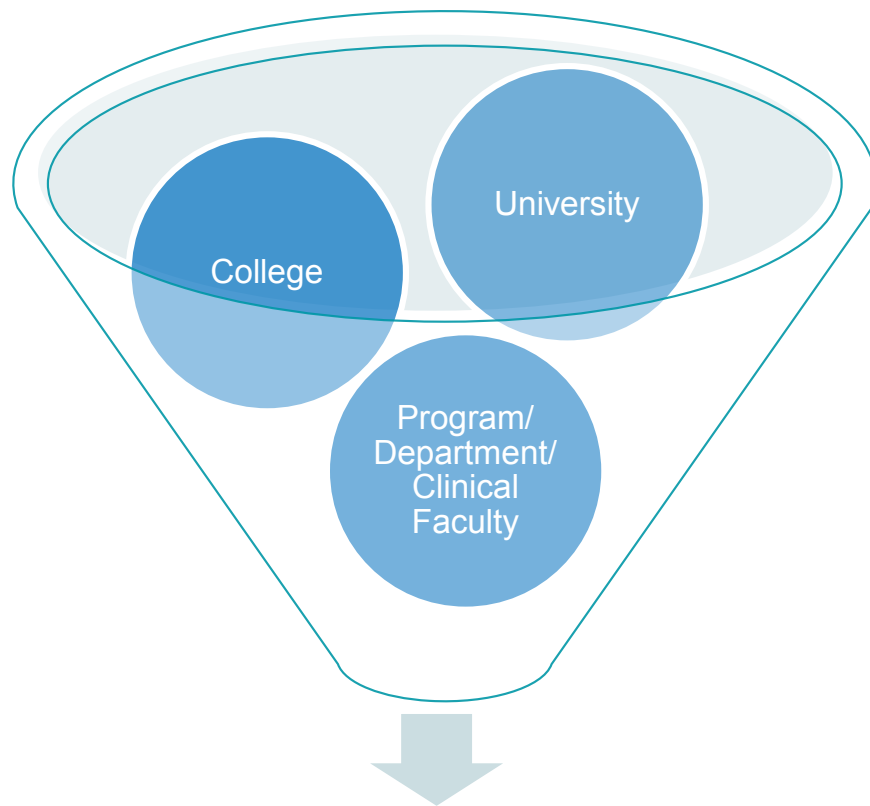 University
College
Program/
Department/
Clinical
Faculty